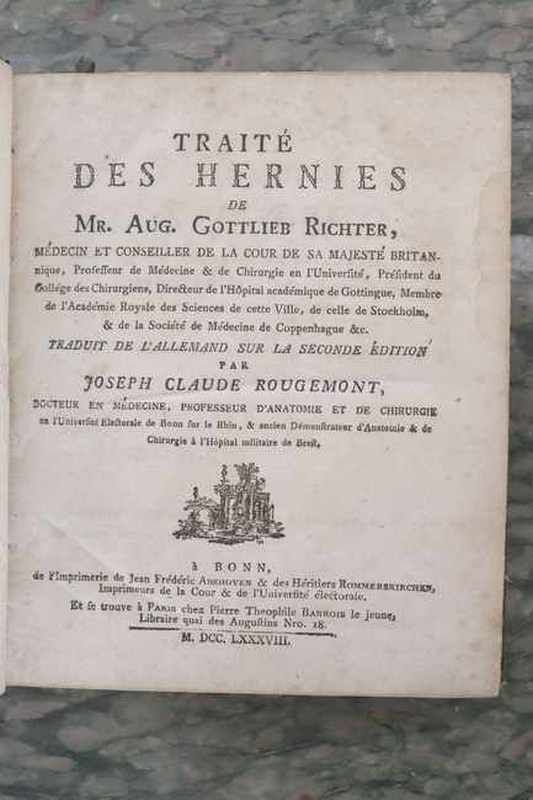 TRAITÉ
DES HERNIES
DE
MR. AUG. GOTTLIEB RICHTER,
MÉDECIN ET CONSEILLER DE LA COUR DE SA MAJESTÉ BRITAN-
nique, Professeur de Médecine & de Chirurgie en l'Université, Président du
Collége des Chirurgiens, Directeur de l'Hôpital académique de Gottingue, Membre
de l'Académie Royale des Sciences de cette Ville, de celle de Stockholm,
& de la Société de Médecine de Coppenhague &c.
TRADUIT DE L'ALLEMAND SUR LA SECONDE ÉDITION
PAR
JOSEPH CLAUDE ROUGEMONT,
DOCTEUR EN MÉDECINE, PROFESSEUR D'ANATOMIE ET DE CHIRURGIE
en l'Université Electorale de Bonn sur le Rhin, & ancien Démonstrateur d'Anatomie & de
Chirurgie à l'Hôpital militaire de Brest,
à BONN,
de l'Imprimerie de Jean Frédéric ABSHOVEN & des Héritiers ROMMERSKIRCHEN,
Imprimeurs de la Cour & de l'Université électorale.
Et se trouve à PARIS chez Pierre Theophile BARROIS le jeune,
Libraire quai des Augustins Nro. 18.
M. DCC. LXXXVIII.